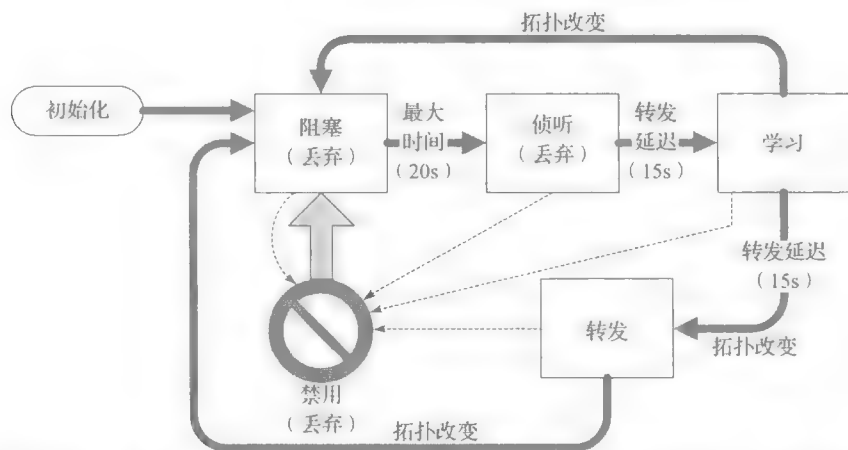 拓扑改变
初始化
阻塞
（丢弃）
最大
时间
（20s）
侦听
（丢弃）
转发
延迟
（15s）
学习
转发延迟
（15s）
转发
拓扑改变
禁用
（丢弃）
拓扑改变